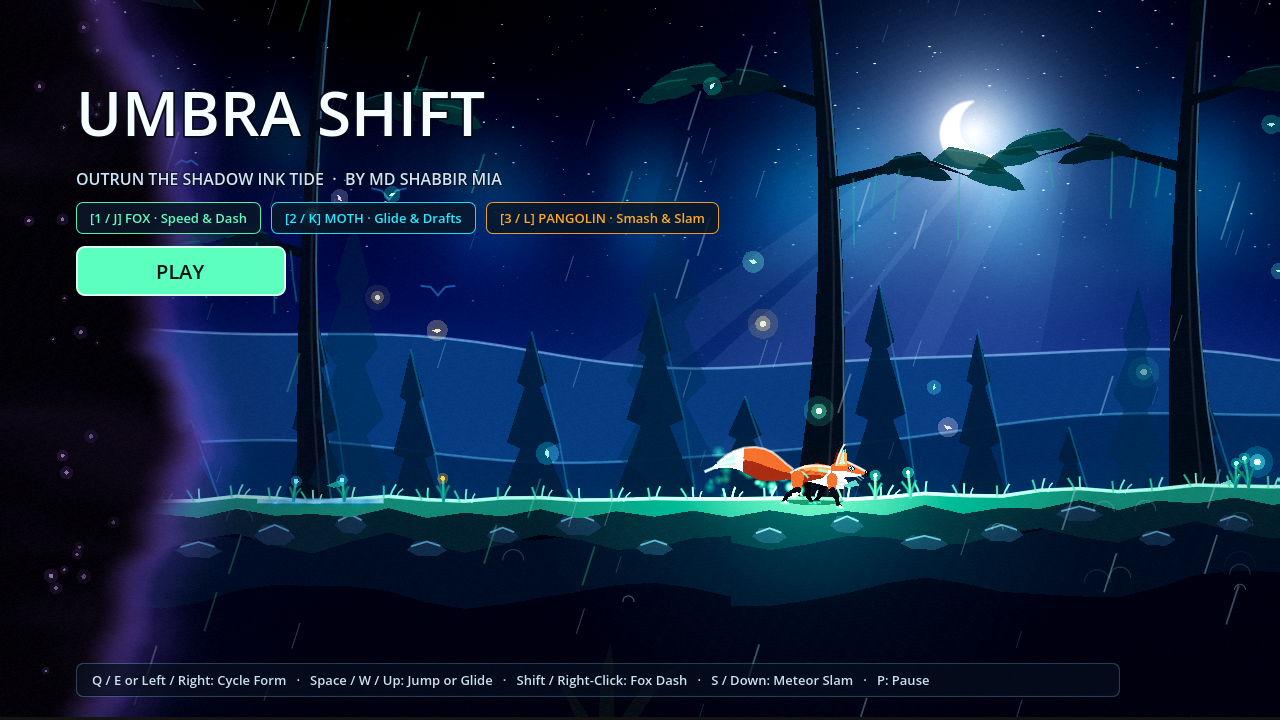 UMBRA SHIFT
OUTRUN THE SHADOW INK TIDE · BY MD SHABBIR MIA
[1 / J] FOX · Speed & Dash
[2 / K] MOTH · Glide & Drafts
[3 / L] PANGOLIN · Smash & Slam
PLAY
Q / E or Left / Right: Cycle Form · Space / W / Up: Jump or Glide · Shift / Right-Click: Fox Dash · S / Down: Meteor Slam · P: Pause